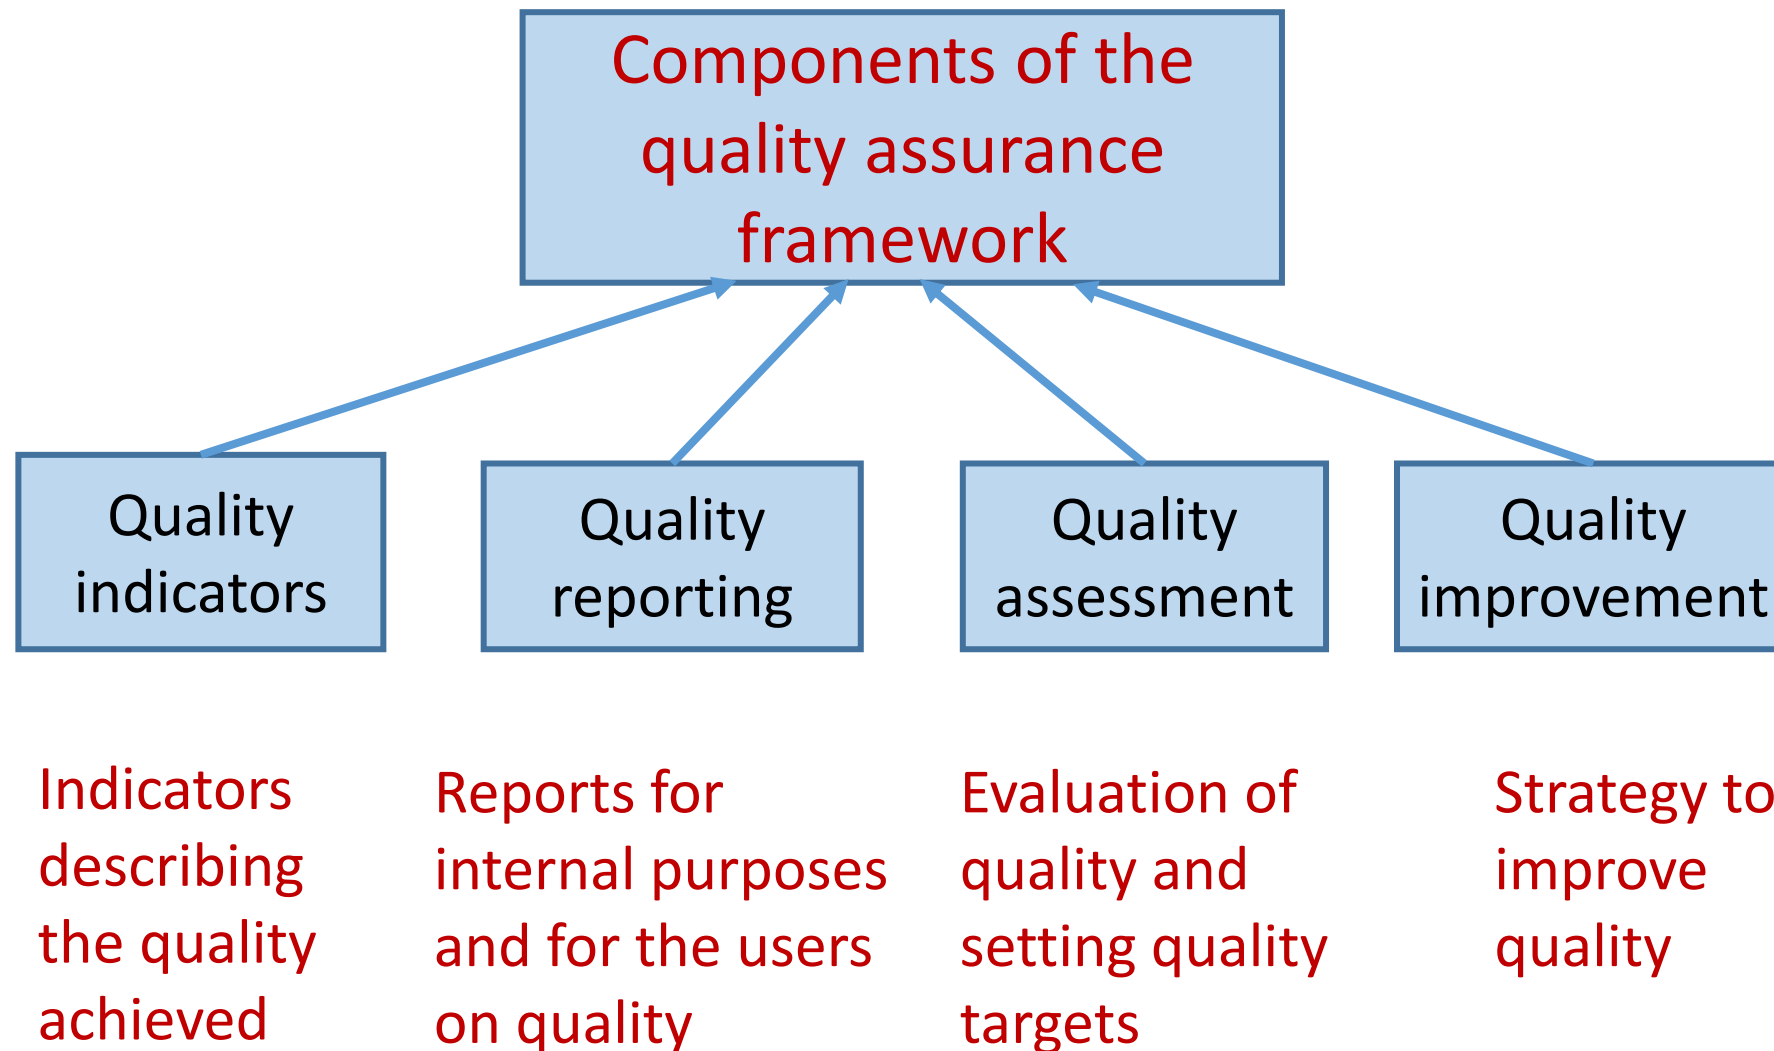 Components of the
quality assurance
framework
Quality
indicators
Quality
reporting
Quality
assessment
Quality
improvement
Indicators
describing
the quality
achieved
Reports for
internal purposes
and for the users
on quality
Evaluation of
quality and
setting quality
targets
Strategy to
improve
quality